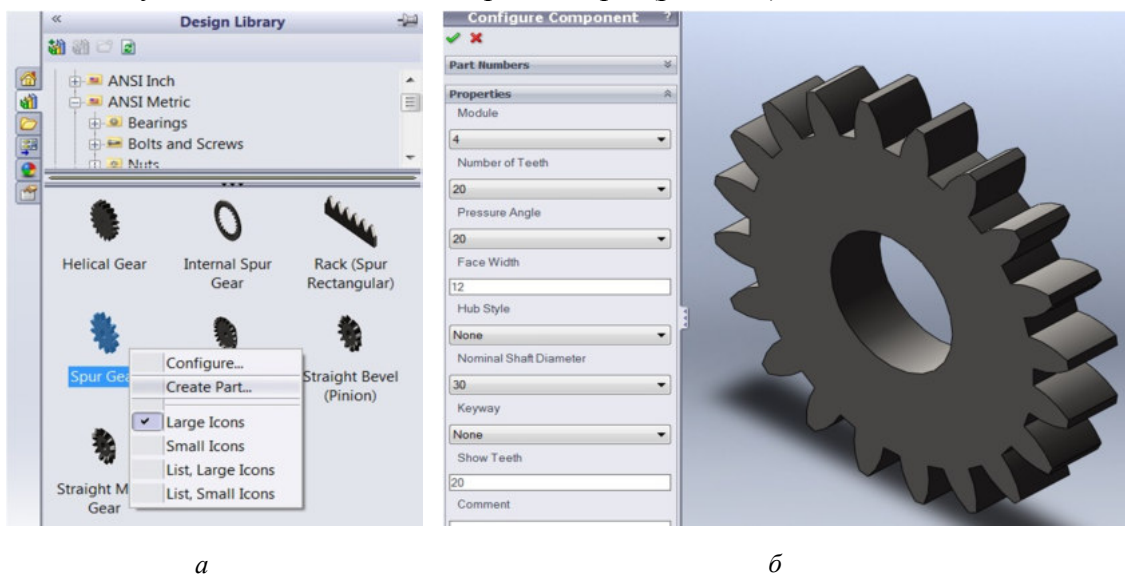 Design Library
ANSI Inch
ANSI Metric
Bearings
Bolts and Screws
Nuts
Helical Gear
Internal Spur
Gear
Rack (Spur
Rectangular)
Spur Gea
Configure...
Create Part...
Large Icons
Small Icons
List, Large Icons
List, Small Icons
Straight Bevel
(Pinion)
Straight M
Gear
Configure Component ?
Part Numbers
Properties
Module
4
Number of Teeth
20
Pressure Angle
20
Face Width
12
Hub Style
None
Nominal Shaft Diameter
30
Keyway
None
Show Teeth
20
Comment
а
б